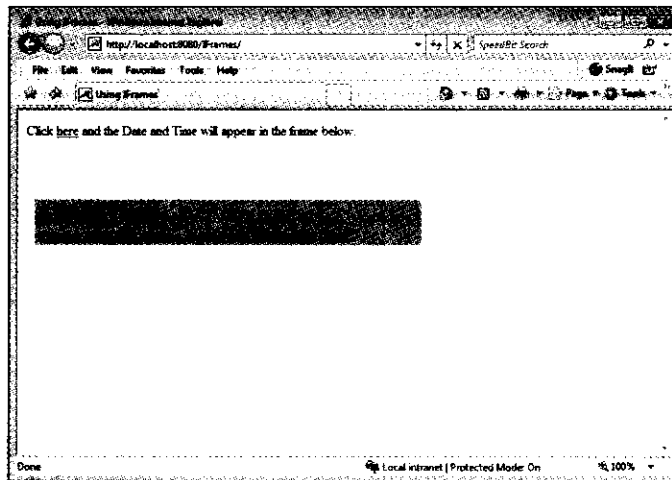 http://localhost:8080/IFrames/
SpeedBit Search
File Edit View Favorites Tools Help
SnagIt
Using IFrames
Page Tools
Click here and the Date and Time will appear in the frame below.
Done
Local intranet | Protected Mode: On
100%